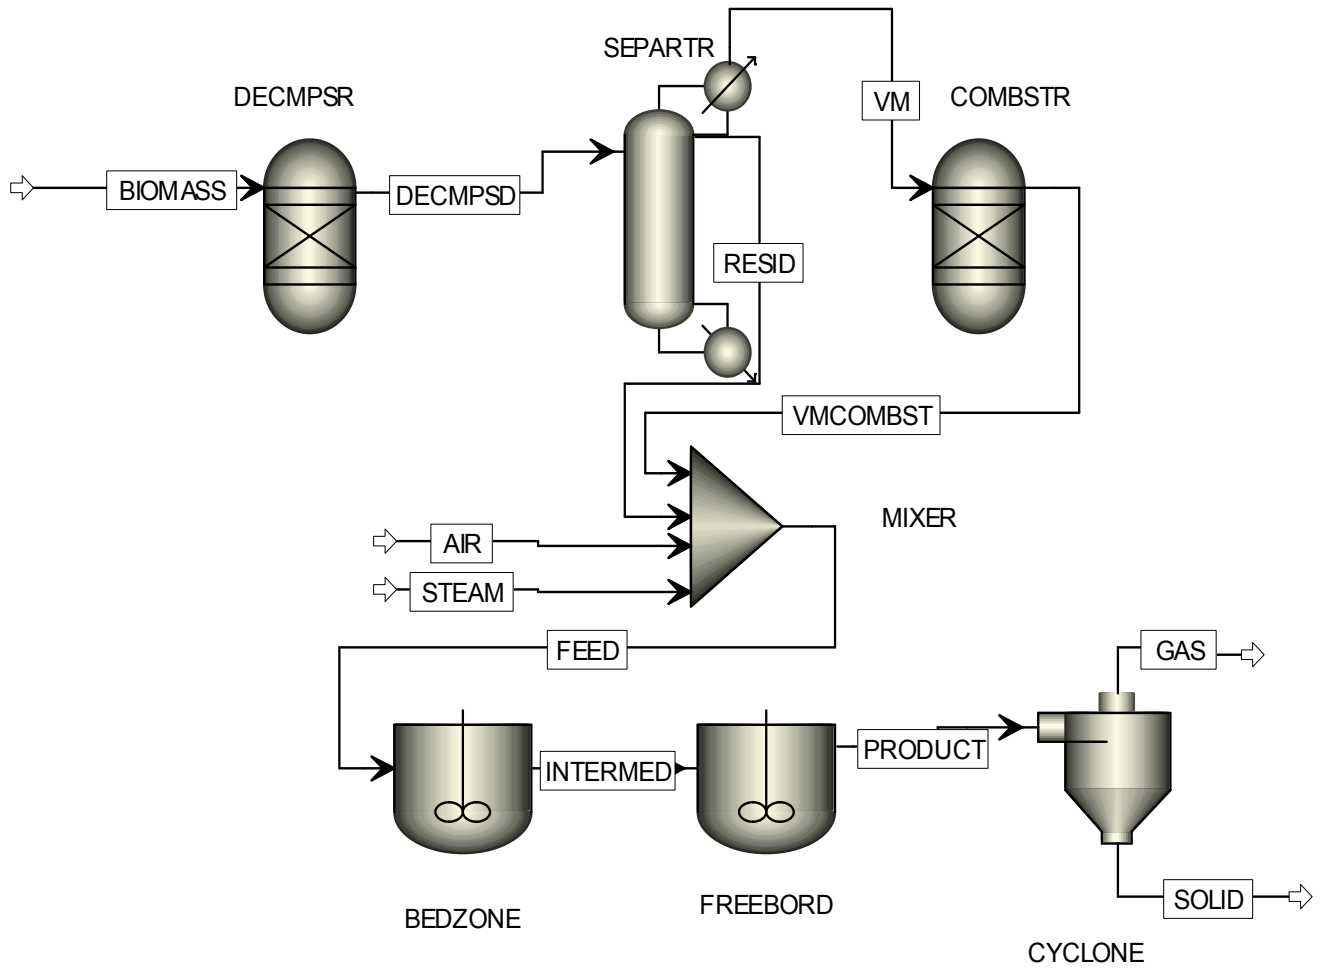 SEPARTR
DECMPSR
VM
COMBSTR
BIOMASS
DECMPSD
RESID
VMCOMBST
MIXER
AIR
STEAM
FEED
GAS
PRODUCT
INTERMED
SOLID
FREEBORD
BEDZONE
CYCLONE